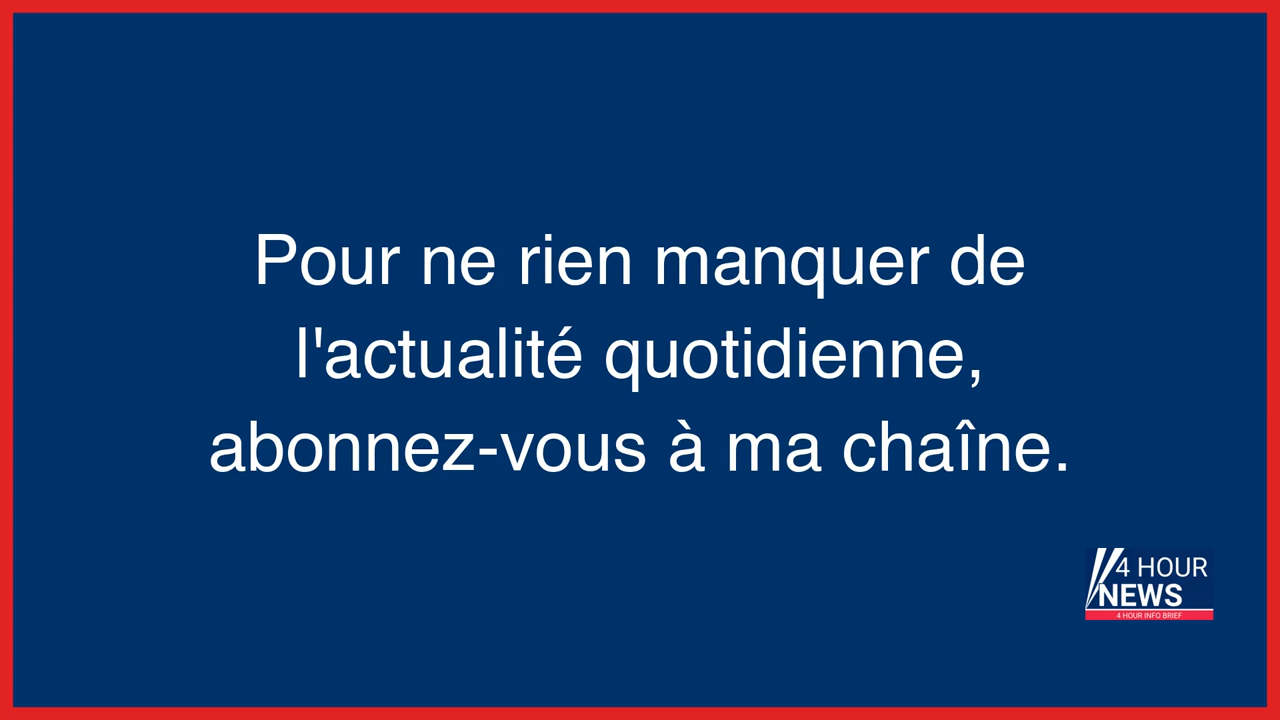 Pour ne rien manquer de
l'actualité quotidienne,
abonnez-vous à ma chaîne.
4 HOUR
NEWS
4 HOUR INFO BRIEF